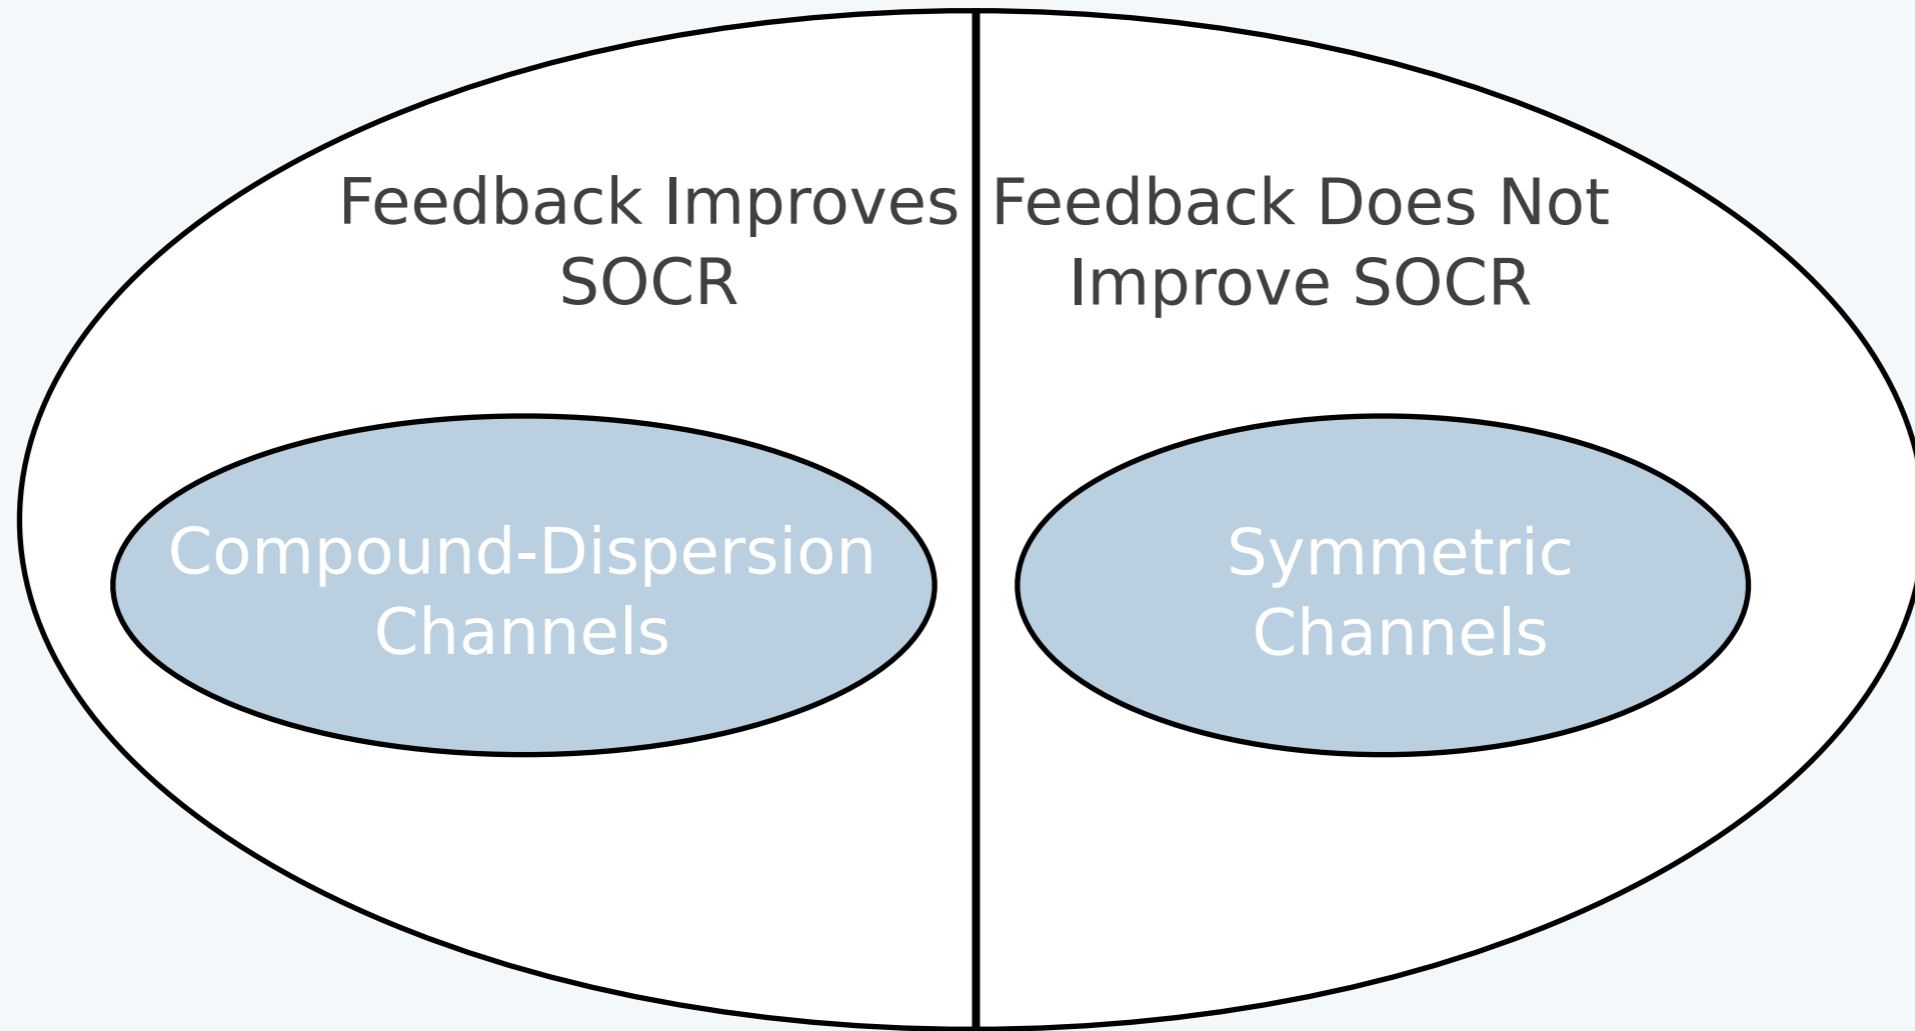 Feedback Improves
SOCR
Feedback Does Not
Improve SOCR
Compound-Dispersion
Channels
Symmetric
Channels